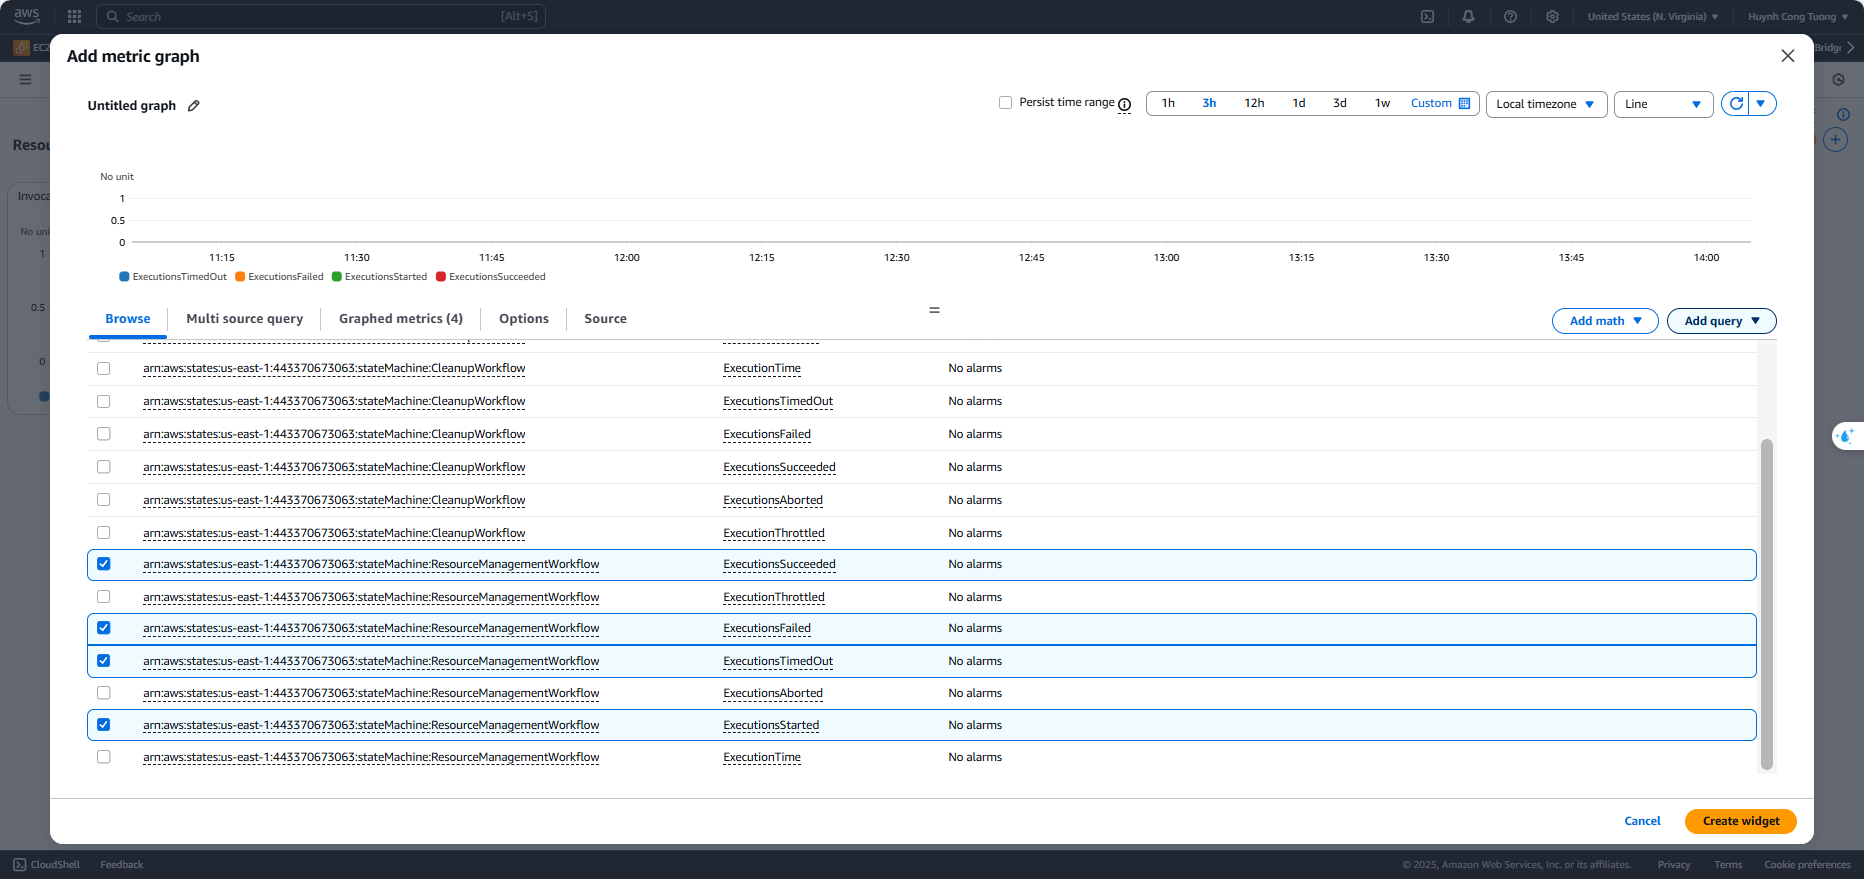 aws
Search [Alt+S]
United States (N. Virginia) Huynh Cong Tuong
EC2
Bridge
Add metric graph
Untitled graph
Persist time range
1h 3h 12h 1d 3d 1w Custom
Local timezone
Line
Resou
Invoca
No uni
1
0.5
0
No unit
1
0.5
0
11:15 11:30 11:45 12:00 12:15 12:30 12:45 13:00 13:15 13:30 13:45 14:00
ExecutionsTimedOut ExecutionsFailed ExecutionsStarted ExecutionsSucceeded
Browse Multi source query Graphed metrics (4) Options Source
Add math Add query
arn:aws:states:us-east-1:443370673063:stateMachine:CleanupWorkflow ExecutionTime No alarms
arn:aws:states:us-east-1:443370673063:stateMachine:CleanupWorkflow ExecutionsTimedOut No alarms
arn:aws:states:us-east-1:443370673063:stateMachine:CleanupWorkflow ExecutionsFailed No alarms
arn:aws:states:us-east-1:443370673063:stateMachine:CleanupWorkflow ExecutionsSucceeded No alarms
arn:aws:states:us-east-1:443370673063:stateMachine:CleanupWorkflow ExecutionsAborted No alarms
arn:aws:states:us-east-1:443370673063:stateMachine:CleanupWorkflow ExecutionThrottled No alarms
arn:aws:states:us-east-1:443370673063:stateMachine:ResourceManagementWorkflow ExecutionsSucceeded No alarms
arn:aws:states:us-east-1:443370673063:stateMachine:ResourceManagementWorkflow ExecutionThrottled No alarms
arn:aws:states:us-east-1:443370673063:stateMachine:ResourceManagementWorkflow ExecutionsFailed No alarms
arn:aws:states:us-east-1:443370673063:stateMachine:ResourceManagementWorkflow ExecutionsTimedOut No alarms
arn:aws:states:us-east-1:443370673063:stateMachine:ResourceManagementWorkflow ExecutionsAborted No alarms
arn:aws:states:us-east-1:443370673063:stateMachine:ResourceManagementWorkflow ExecutionsStarted No alarms
arn:aws:states:us-east-1:443370673063:stateMachine:ResourceManagementWorkflow ExecutionTime No alarms
Cancel Create widget
CloudShell Feedback
© 2025, Amazon Web Services, Inc. or its affiliates. Privacy Terms Cookie preferences